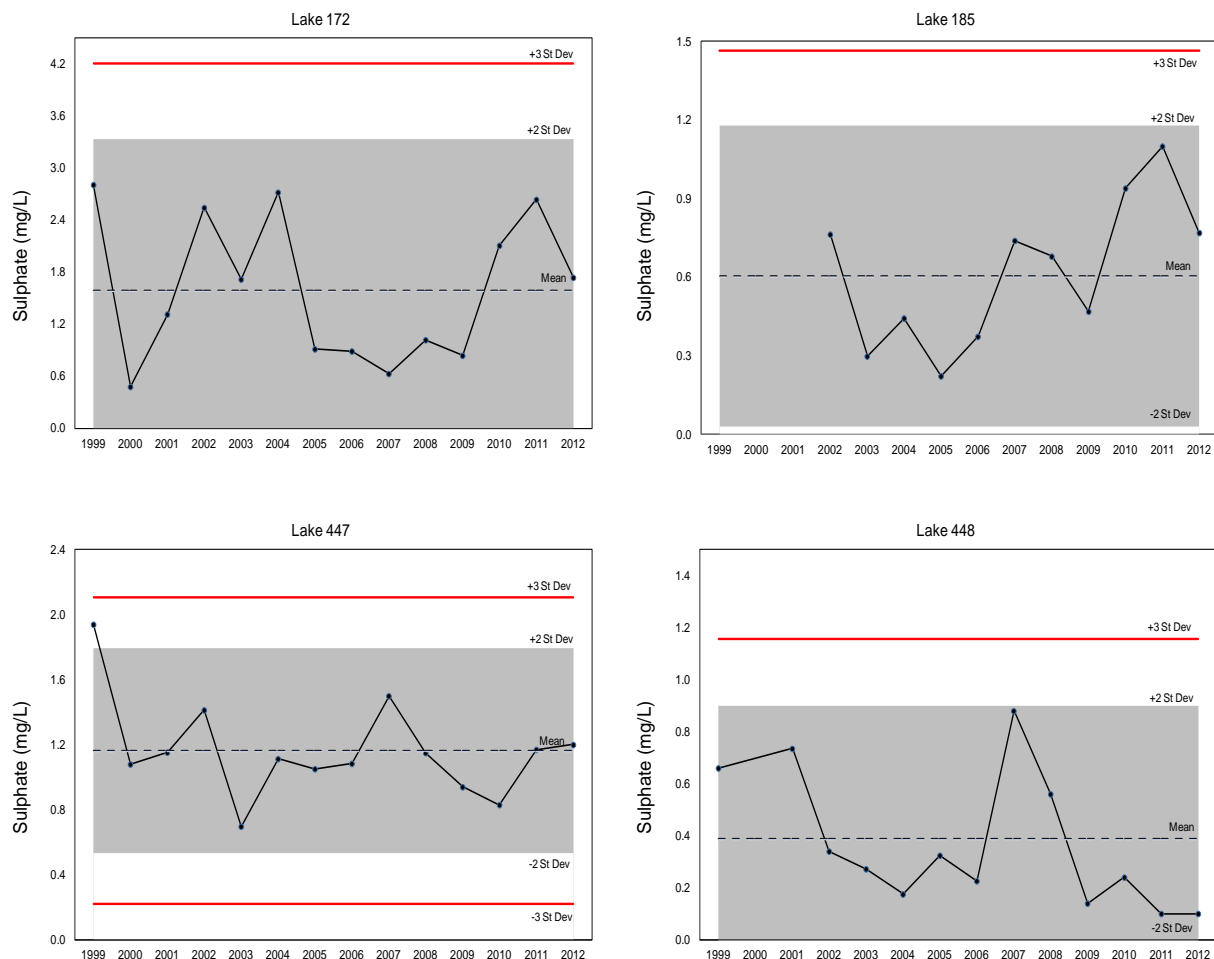 Lake 172
Sulphate (mg/L)
4.2
3.6
3.0
2.4
1.8
1.2
0.6
0.0
+3 St Dev
+2 St Dev
Mean
1999 2000 2001 2002 2003 2004 2005 2006 2007 2008 2009 2010 2011 2012
Lake 185
Sulphate (mg/L)
1.5
1.2
0.9
0.6
0.3
0.0
+3 St Dev
+2 St Dev
Mean
-2 St Dev
1999 2000 2001 2002 2003 2004 2005 2006 2007 2008 2009 2010 2011 2012
Lake 447
Sulphate (mg/L)
2.4
2.0
1.6
1.2
0.8
0.4
0.0
+3 St Dev
+2 St Dev
Mean
-2 St Dev
-3 St Dev
1999 2000 2001 2002 2003 2004 2005 2006 2007 2008 2009 2010 2011 2012
Lake 448
Sulphate (mg/L)
1.4
1.2
1.0
0.8
0.6
0.4
0.2
0.0
+3 St Dev
+2 St Dev
Mean
-2 St Dev
1999 2000 2001 2002 2003 2004 2005 2006 2007 2008 2009 2010 2011 2012